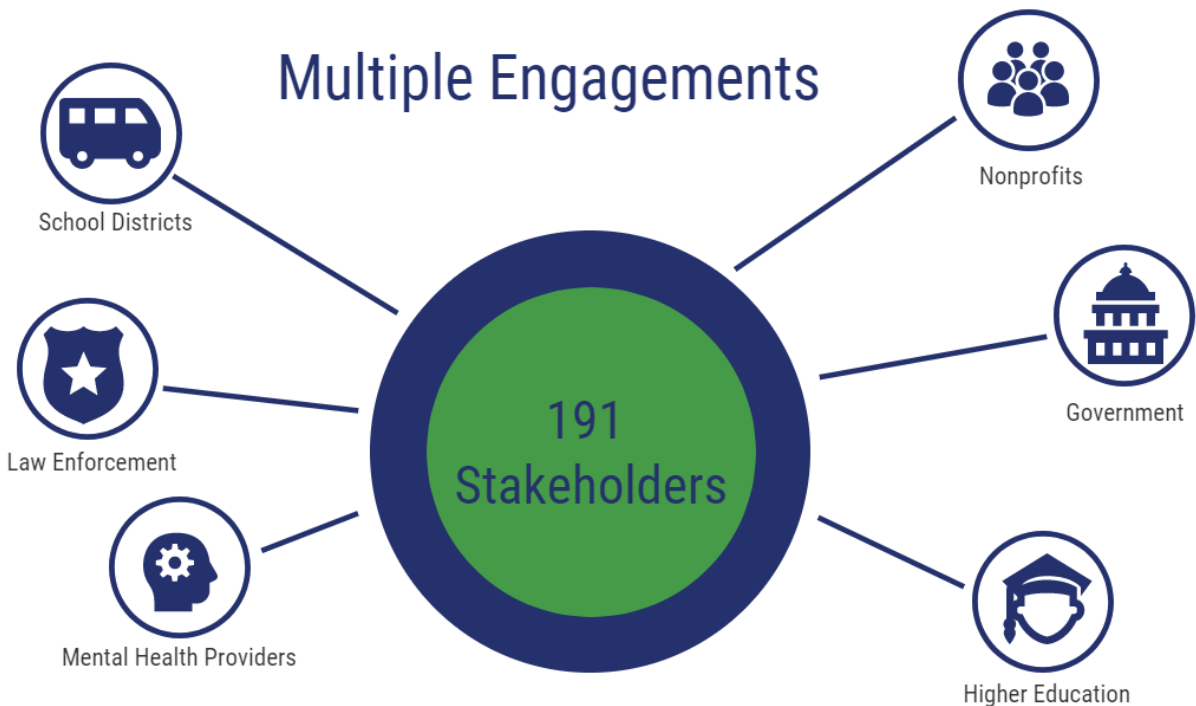 Multiple Engagements
School Districts
Law Enforcement
Mental Health Providers
191
Stakeholders
Nonprofits
Government
Higher Education